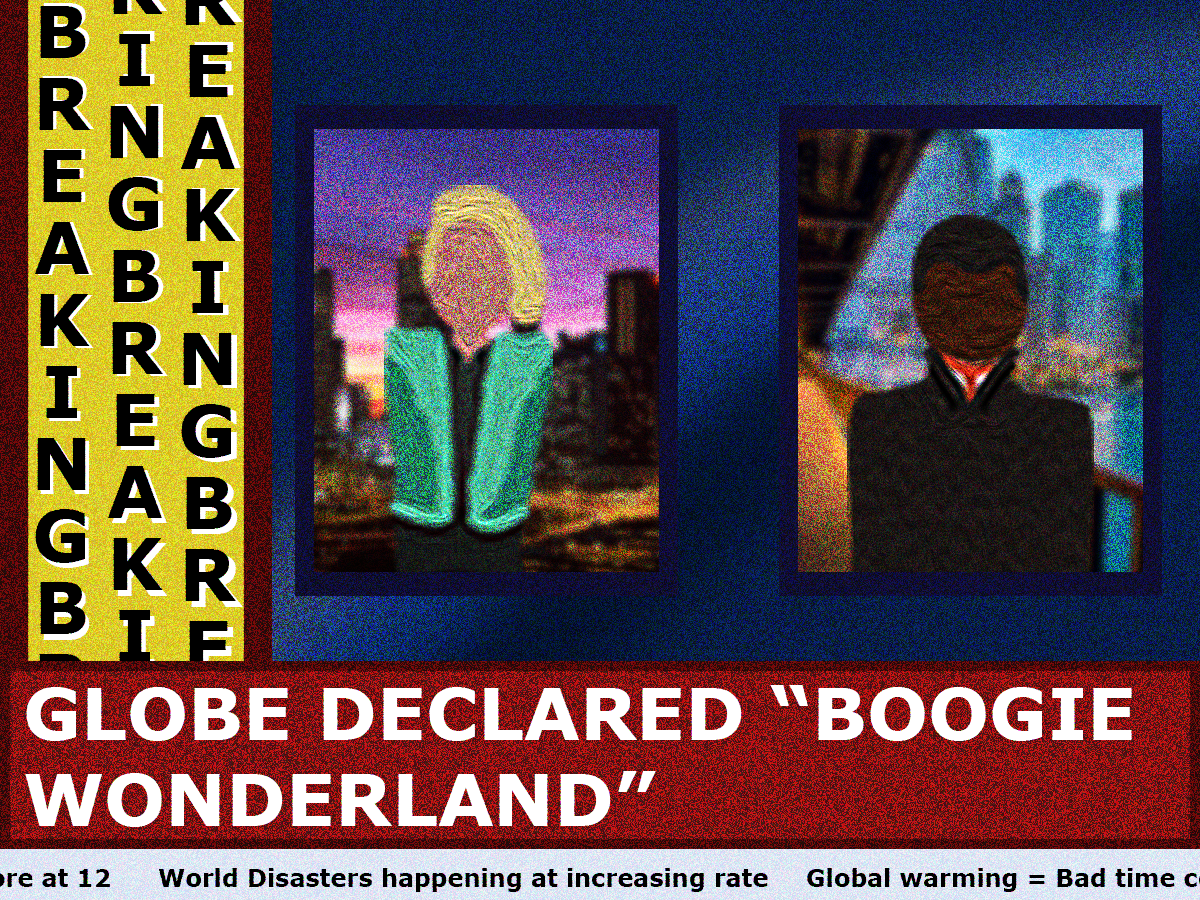 BREAKINGB
INGBREAKI
REAKINGBRE
GLOBE DECLARED “BOOGIE
WONDERLAND”
ore at 12 World Disasters happening at increasing rate Global warming = Bad time